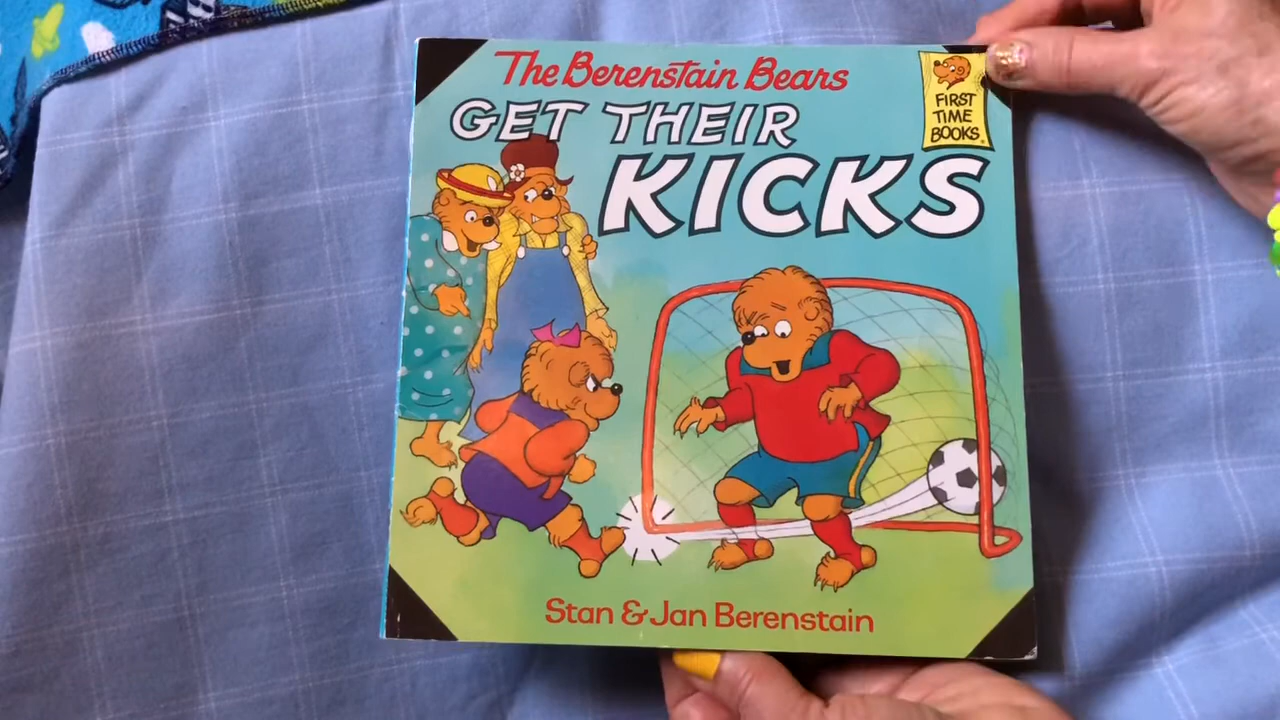 The Berenstain Bears
GET THEIR
KICKS
FIRST
TIME
BOOKS®
Stan & Jan Berenstain